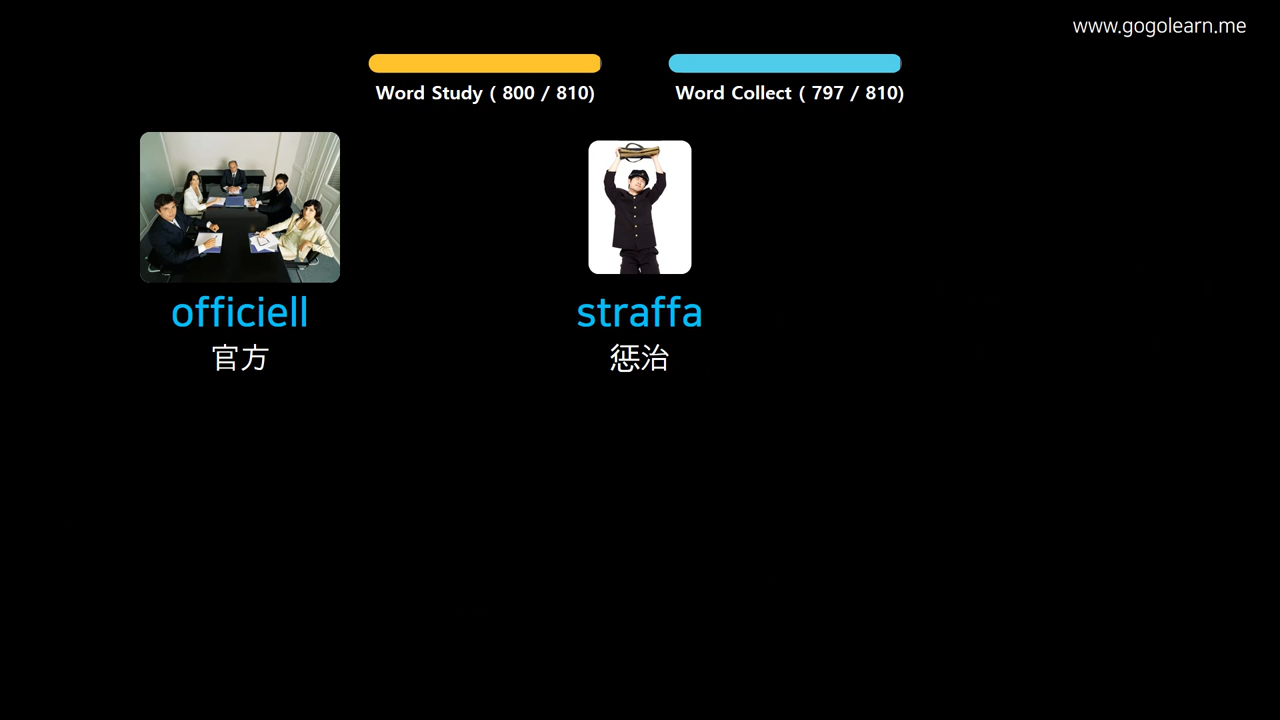 www.gogolearn.me
Word Study ( 800 / 810)
Word Collect ( 797 / 810)
officiell
官方
straffa
惩治